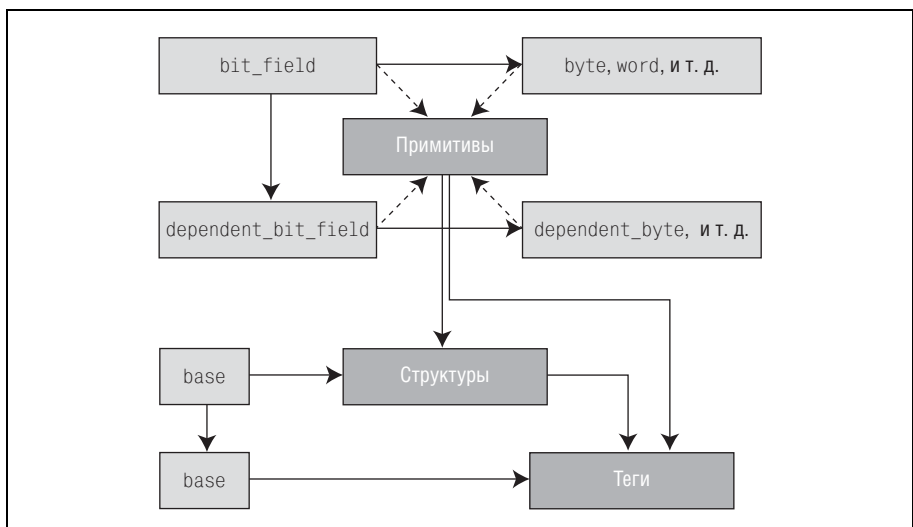 bit_field
byte, word, и т. д.
Примитивы
dependent_bit_field
dependent_byte, и т. д.
base
Структуры
base
Теги